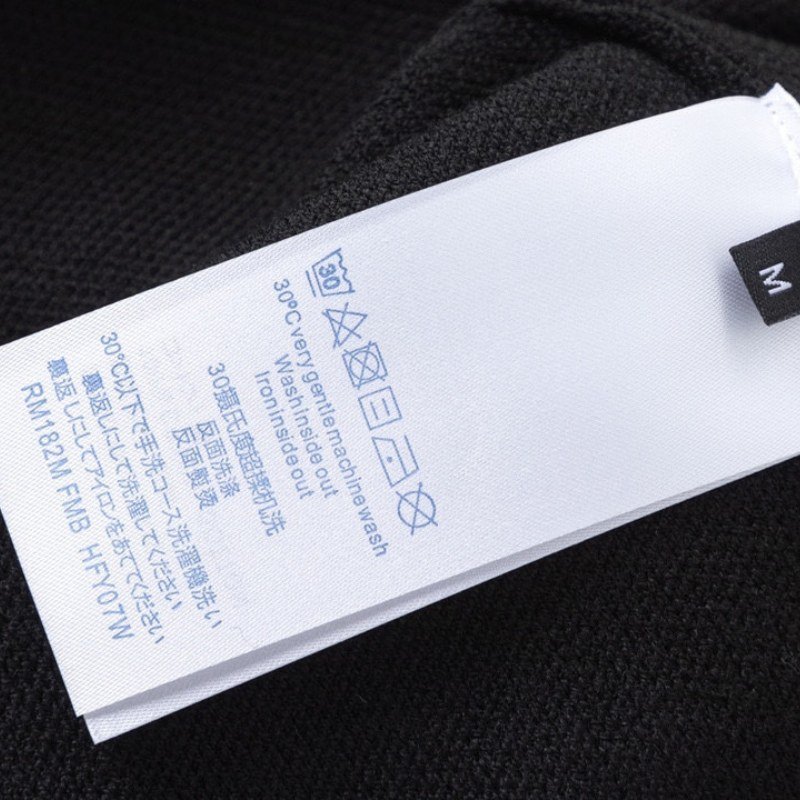 30
30°C very gentle machine wash
Wash inside out
Iron inside out
30摄氏度超揉机洗
反面洗涤
反面熨烫
30°C以下で手洗コース洗濯機洗い
裏返しにして洗濯してください
裏返しにしてアイロンをあててください
RM182M FMB HFY07W
M